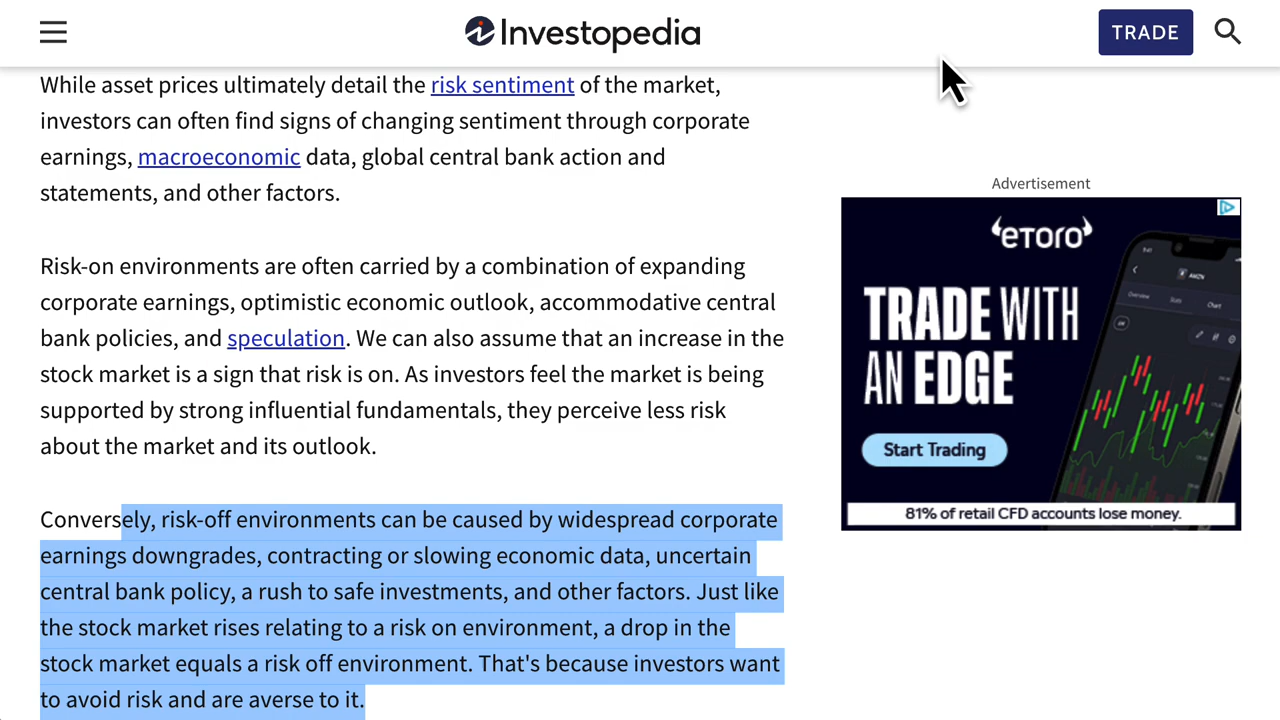 Investopedia
TRADE
While asset prices ultimately detail the risk sentiment of the market,
investors can often find signs of changing sentiment through corporate
earnings, macroeconomic data, global central bank action and
statements, and other factors.
Risk-on environments are often carried by a combination of expanding
corporate earnings, optimistic economic outlook, accommodative central
bank policies, and speculation. We can also assume that an increase in the
stock market is a sign that risk is on. As investors feel the market is being
supported by strong influential fundamentals, they perceive less risk
about the market and its outlook.
Conversely, risk-off environments can be caused by widespread corporate
earnings downgrades, contracting or slowing economic data, uncertain
central bank policy, a rush to safe investments, and other factors. Just like
the stock market rises relating to a risk on environment, a drop in the
stock market equals a risk off environment. That's because investors want
to avoid risk and are averse to it.
Advertisement
eToro
TRADE WITH
AN EDGE
Start Trading
Overview Chart
81% of retail CFD accounts lose money.